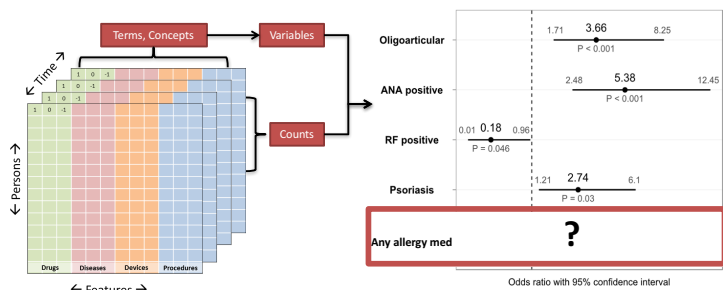 Terms, Concepts
Variables
Counts
← Time →
1 0 -1
1 0 -1
1 0 -1
1 0 -1
← Persons →
Drugs Diseases Devices Procedures
← Features →
Oligoarticular
1.71 3.66 8.25
P < 0.001
ANA positive
2.48 5.38 12.45
P < 0.001
RF positive
0.01 0.18 0.96
P = 0.046
Psoriasis
1.21 2.74 6.1
P = 0.03
Any allergy med
?
Odds ratio with 95% confidence interval